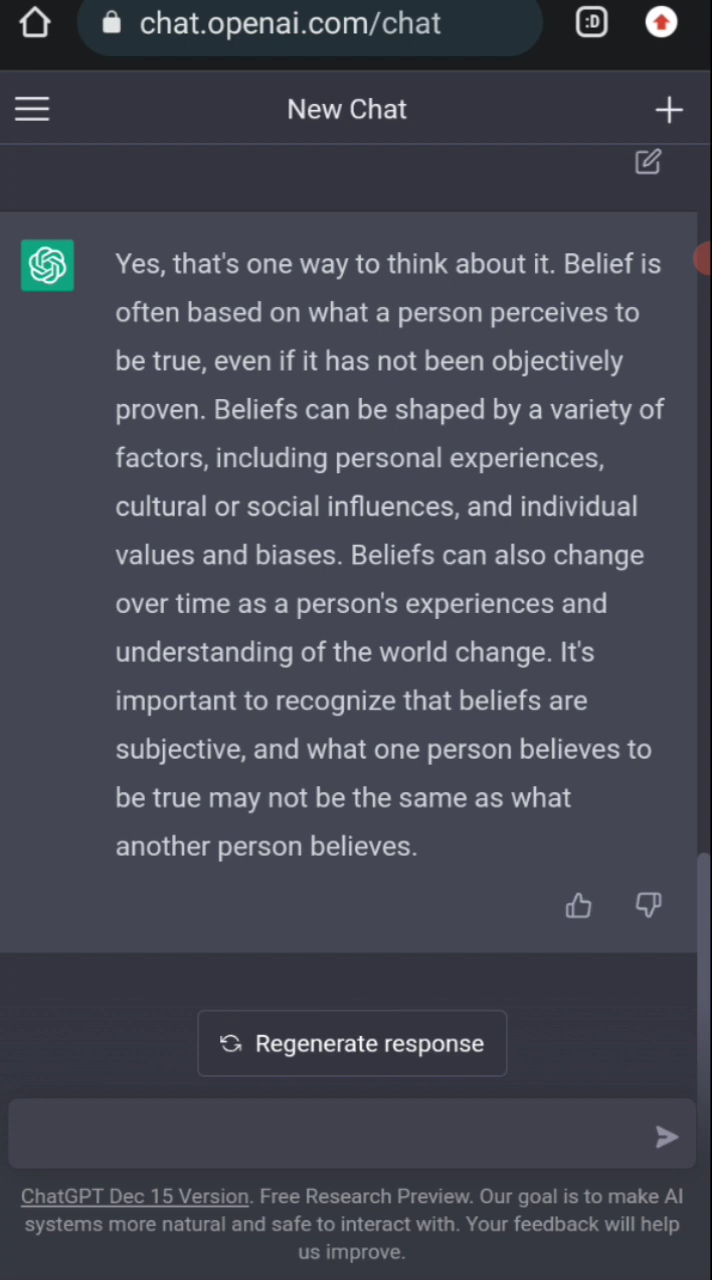 chat.openai.com/chat
:D
New Chat
Yes, that's one way to think about it. Belief is
often based on what a person perceives to
be true, even if it has not been objectively
proven. Beliefs can be shaped by a variety of
factors, including personal experiences,
cultural or social influences, and individual
values and biases. Beliefs can also change
over time as a person's experiences and
understanding of the world change. It's
important to recognize that beliefs are
subjective, and what one person believes to
be true may not be the same as what
another person believes.
Regenerate response
ChatGPT Dec 15 Version. Free Research Preview. Our goal is to make AI
systems more natural and safe to interact with. Your feedback will help
us improve.